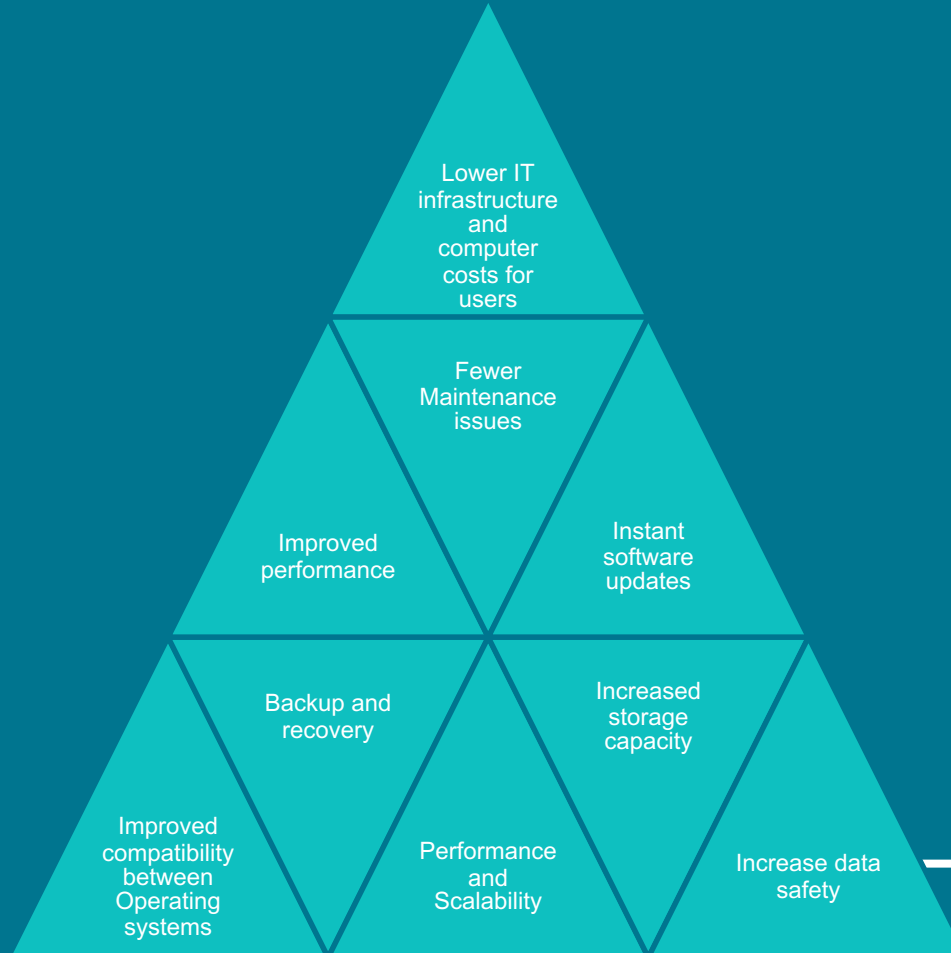 Lower IT
infrastructure
and
computer
costs for
users
Fewer
Maintenance
issues
Improved
performance
Instant
software
updates
Backup and
recovery
Increased
storage
capacity
Improved
compatibility
between
Operating
systems
Performance
and
Scalability
Increase data
safety